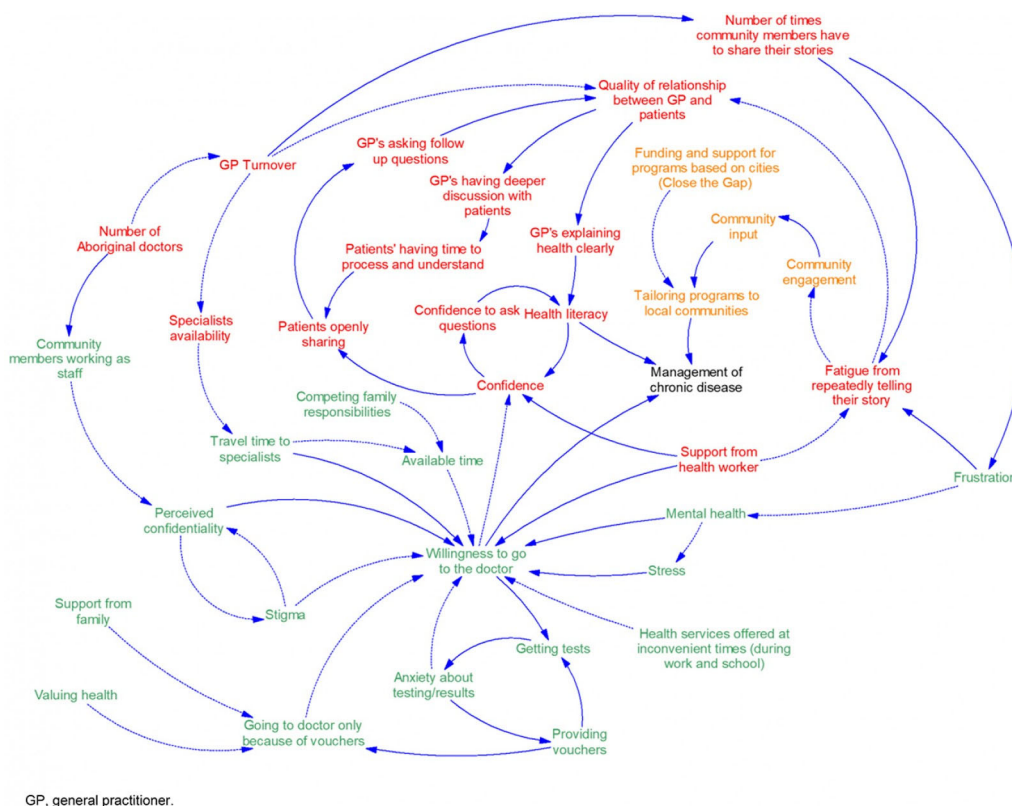 Number of times
community members have
to share their stories
Quality of relationship
between GP and
patients
GP's asking follow
up questions
GP Turnover
Funding and support for
programs based on cities
(Close the Gap)
GP's having deeper
discussion with
patients
Number of
Aboriginal doctors
Community
input
GP's explaining
health clearly
Patients' having time to
process and understand
Community
engagement
Tailoring programs to
local communities
Specialists
availability
Patients openly
sharing
Confidence to ask
questions
Health literacy
Community
members working as
staff
Management of
chronic disease
Fatigue from
repeatedly telling
their story
Confidence
Competing family
responsibilities
Travel time to
specialists
Available time
Support from
health worker
Frustration
Perceived
confidentiality
Mental health
Willingness to go
to the doctor
Stress
Support from
family
Stigma
Health services offered at
inconvenient times (during
work and school)
Getting tests
Anxiety about
testing/results
Valuing health
Going to doctor only
because of vouchers
Providing
vouchers
GP, general practitioner.